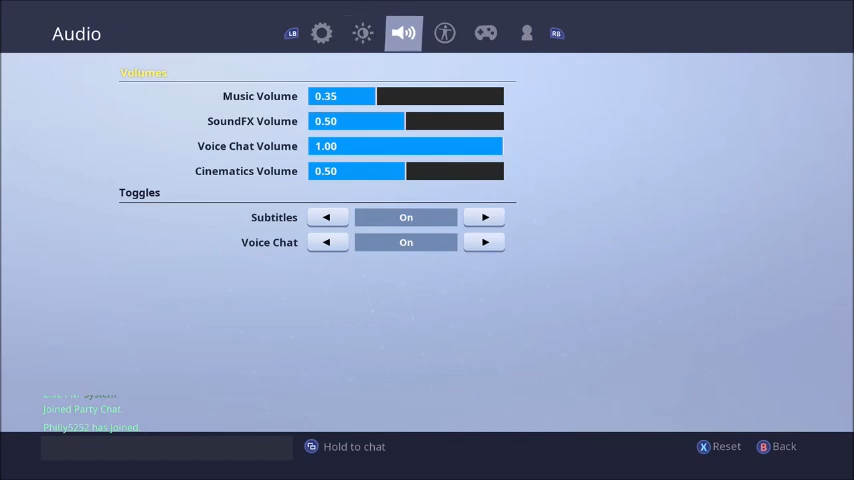 Audio
LB
RB
Volumes
Music Volume 0.35
SoundFX Volume 0.50
Voice Chat Volume 1.00
Cinematics Volume 0.50
Toggles
Subtitles ◀ On ▶
Voice Chat ◀ On ▶
System
Joined Party Chat.
Philly5252 has joined.
Hold to chat
X Reset
B Back